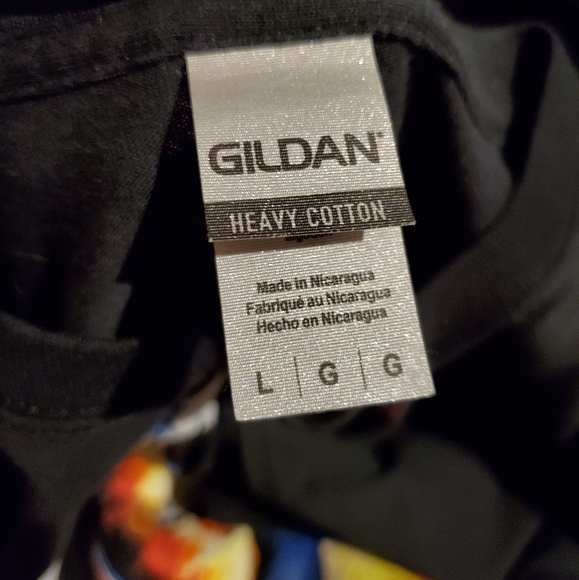 GILDAN®
HEAVY COTTON
Made in Nicaragua
Fabriqué au Nicaragua
Hecho en Nicaragua
L | G | G